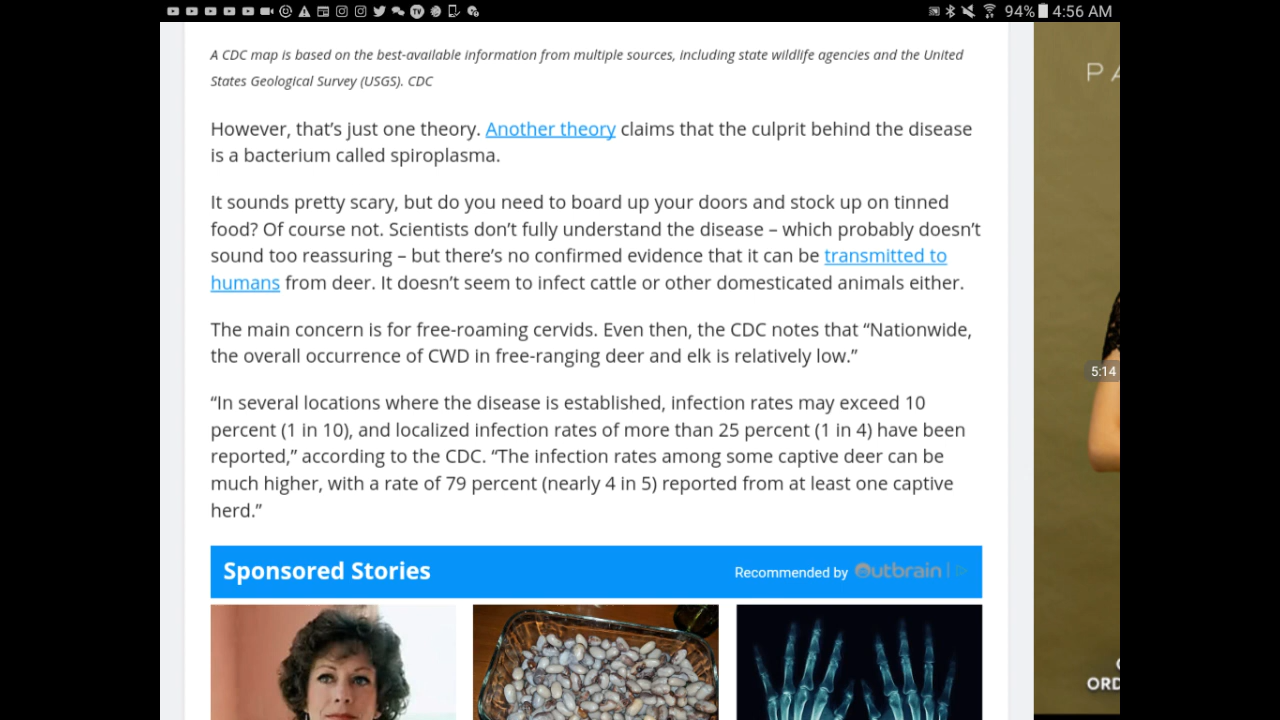 94% 4:56 AM
A CDC map is based on the best-available information from multiple sources, including state wildlife agencies and the United
States Geological Survey (USGS). CDC
However, that’s just one theory. Another theory claims that the culprit behind the disease
is a bacterium called spiroplasma.
It sounds pretty scary, but do you need to board up your doors and stock up on tinned
food? Of course not. Scientists don’t fully understand the disease – which probably doesn’t
sound too reassuring – but there’s no confirmed evidence that it can be transmitted to
humans from deer. It doesn’t seem to infect cattle or other domesticated animals either.
The main concern is for free-roaming cervids. Even then, the CDC notes that “Nationwide,
the overall occurrence of CWD in free-ranging deer and elk is relatively low.”
“In several locations where the disease is established, infection rates may exceed 10
percent (1 in 10), and localized infection rates of more than 25 percent (1 in 4) have been
reported,” according to the CDC. “The infection rates among some captive deer can be
much higher, with a rate of 79 percent (nearly 4 in 5) reported from at least one captive
herd.”
Sponsored Stories
Recommended by Outbrain
PA
5:14
ORD